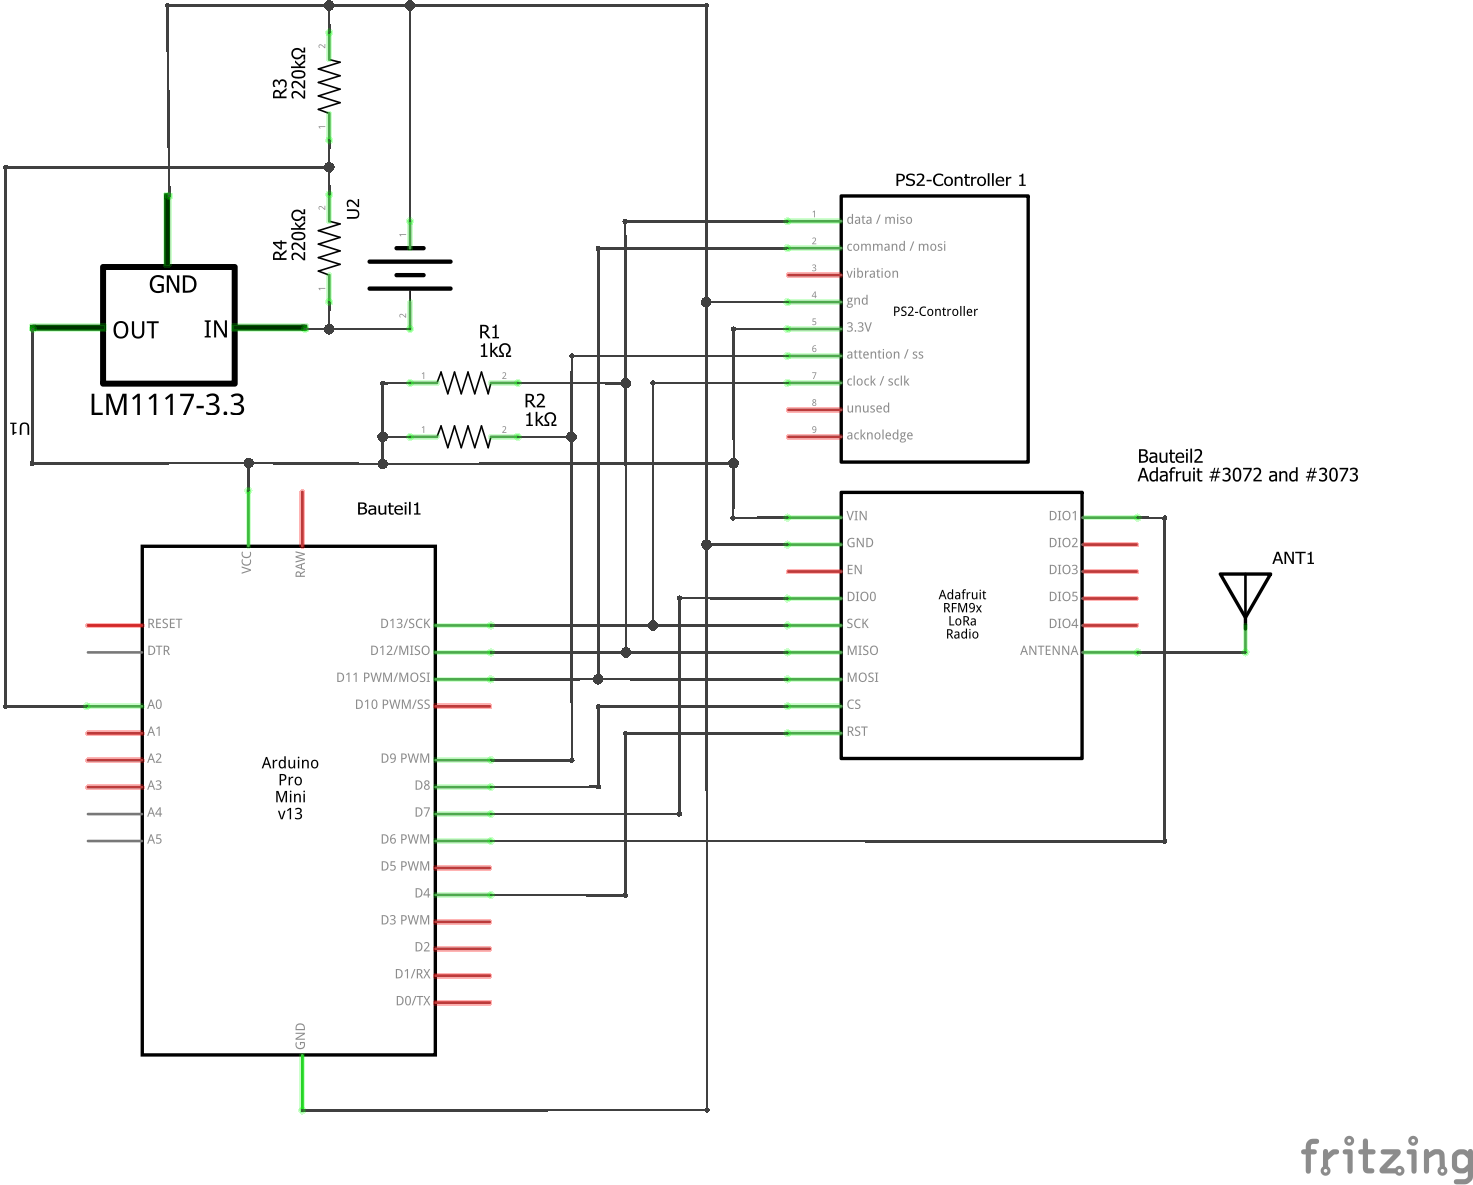 2
R3
220kΩ
1
2
R4
220kΩ
1
U2
1
2
GND
OUT
IN
LM1117-3.3
U1
R1
1kΩ
1
2
R2
1kΩ
1
2
PS2-Controller 1
1
data / miso
2
command / mosi
3
vibration
4
gnd
PS2-Controller
5
3.3V
6
attention / ss
7
clock / sclk
8
unused
9
acknoledge
Bauteil2
Adafruit #3072 and #3073
VIN
GND
EN
DIO0
SCK
MISO
MOSI
CS
RST
Adafruit
RFM9x
LoRa
Radio
DIO1
DIO2
DIO3
DIO5
DIO4
ANTENNA
ANT1
Bauteil1
VCC
RAW
RESET
DTR
A0
A1
A2
A3
A4
A5
Arduino
Pro
Mini
v13
D13/SCK
D12/MISO
D11 PWM/MOSI
D10 PWM/SS
D9 PWM
D8
D7
D6 PWM
D5 PWM
D4
D3 PWM
D2
D1/RX
D0/TX
GND
fritzing